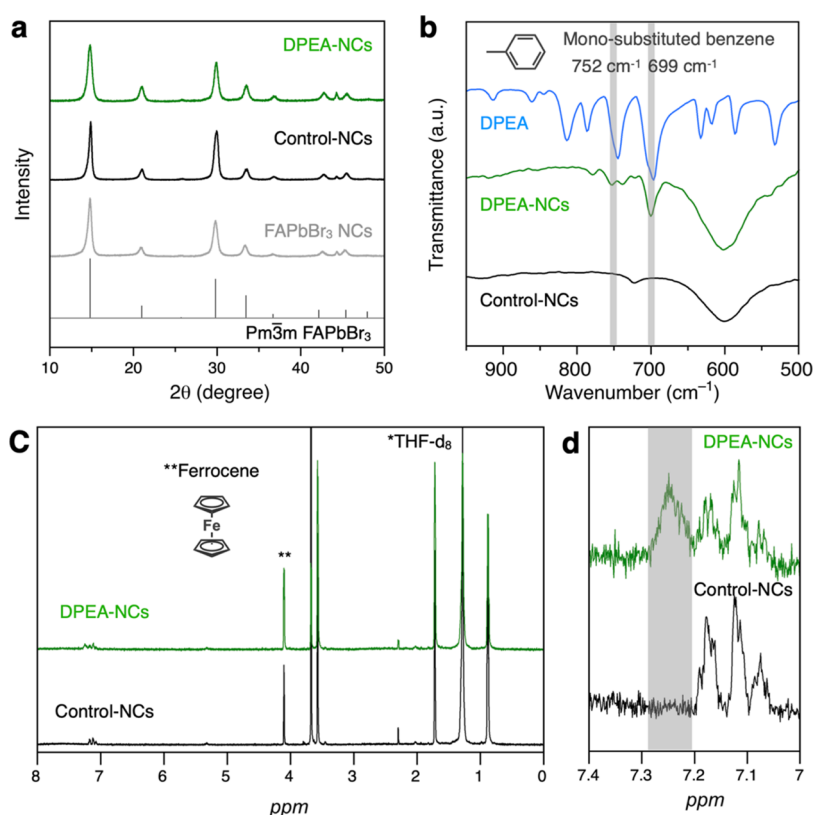 a
DPEA-NCs
Control-NCs
FAPbBr₃ NCs
Pm3̅m FAPbBr₃
Intensity
10 20 30 40 50
2θ (degree)
b
Mono-substituted benzene
752 cm⁻¹ 699 cm⁻¹
DPEA
DPEA-NCs
Control-NCs
Transmittance (a.u.)
900 800 700 600 500
Wavenumber (cm⁻¹)
c
*THF-d₈
**Ferrocene
Fe
**
DPEA-NCs
Control-NCs
8 7 6 5 4 3 2 1 0
ppm
d
DPEA-NCs
Control-NCs
7.4 7.3 7.2 7.1 7
ppm